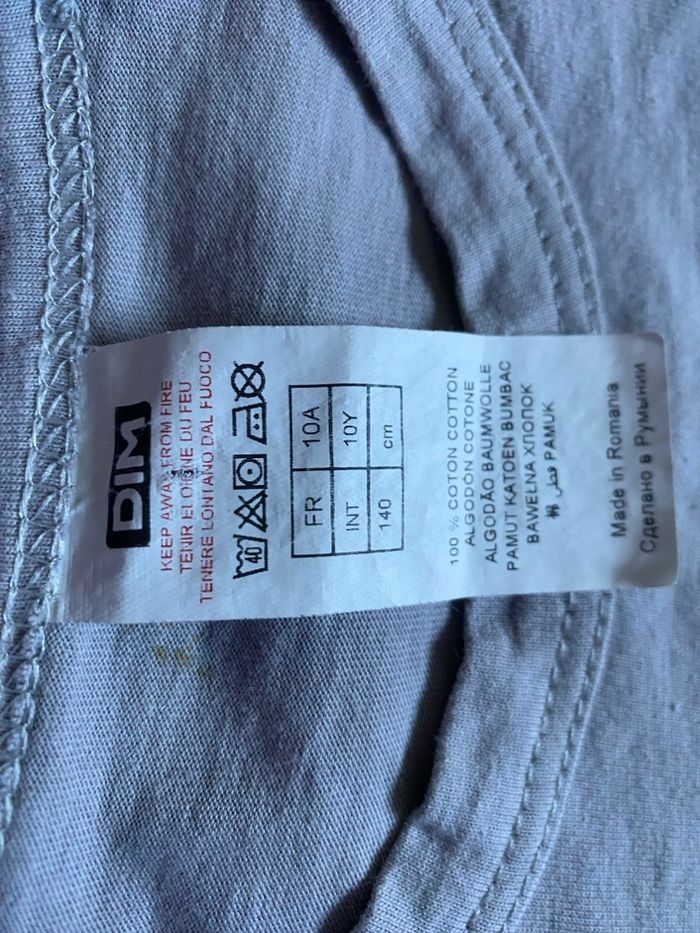 DIM
KEEP AWAY FROM FIRE
TENIR ELOIGNE DU FEU
TENERE LONTANO DAL FUOCO
40
FR 10A
INT 10Y
140 cm
100 % COTON COTTON
ALGODÓN COTONE
ALGODÃO BAUMWOLLE
PAMUT KATOEN BUMBAC
BAWEŁNA ХЛОПОК
棉 قطن PAMUK
Made in Romania
Сделано в Румынии